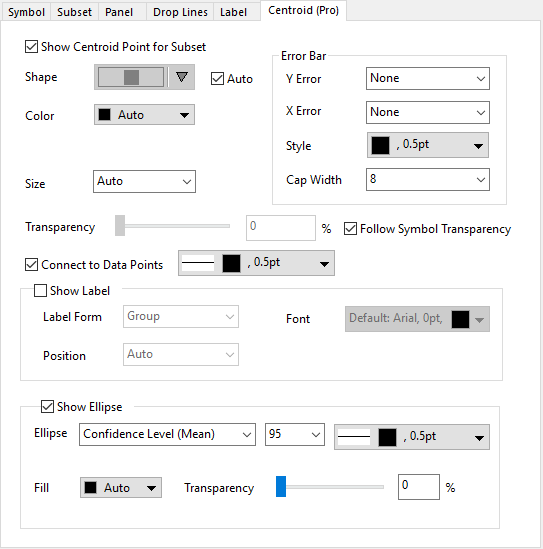 Symbol Subset Panel Drop Lines Label Centroid (Pro)
Show Centroid Point for Subset
Error Bar
Shape Auto
Y Error None
Color Auto
X Error None
Style , 0.5pt
Size Auto
Cap Width 8
Transparency 0 % Follow Symbol Transparency
Connect to Data Points , 0.5pt
Show Label
Label Form Group
Font Default: Arial, 0pt,
Position Auto
Show Ellipse
Ellipse Confidence Level (Mean) 95 , 0.5pt
Fill Auto Transparency 0 %